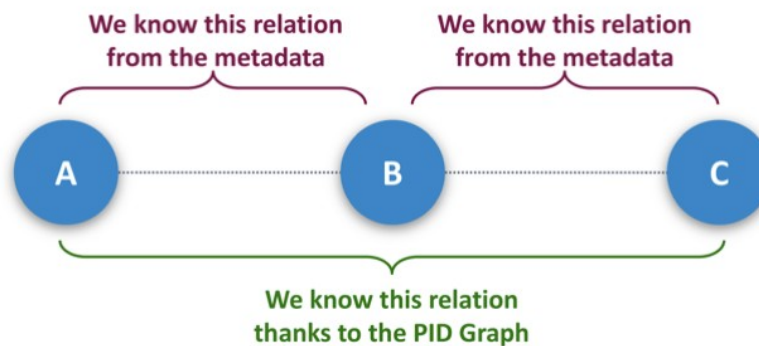 We know this relation
from the metadata
We know this relation
from the metadata
A
B
C
We know this relation
thanks to the PID Graph